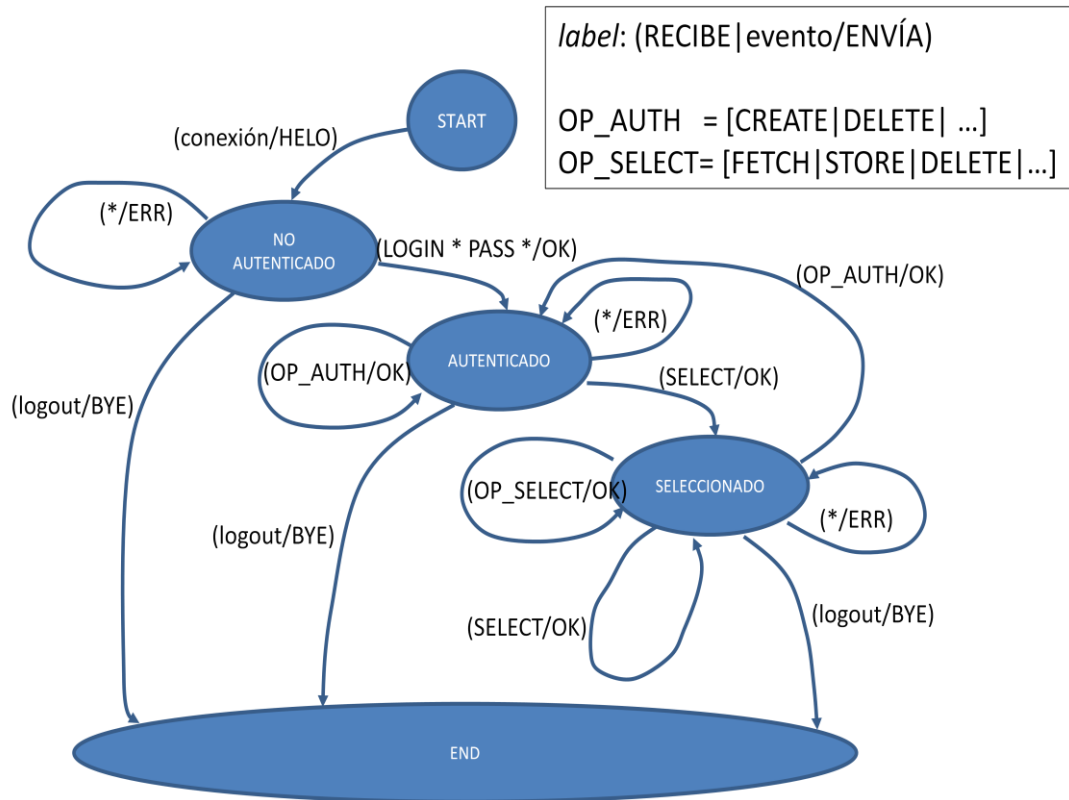 label: (RECIBE|evento/ENVÍA)
OP_AUTH = [CREATE|DELETE| ...]
OP_SELECT= [FETCH|STORE|DELETE|...]
START
(conexión/HELO)
(*/ERR)
NO
AUTENTICADO
(LOGIN * PASS */OK)
(OP_AUTH/OK)
(*/ERR)
AUTENTICADO
(OP_AUTH/OK)
(SELECT/OK)
(logout/BYE)
(OP_SELECT/OK)
SELECCIONADO
(*/ERR)
(logout/BYE)
(SELECT/OK)
(logout/BYE)
END